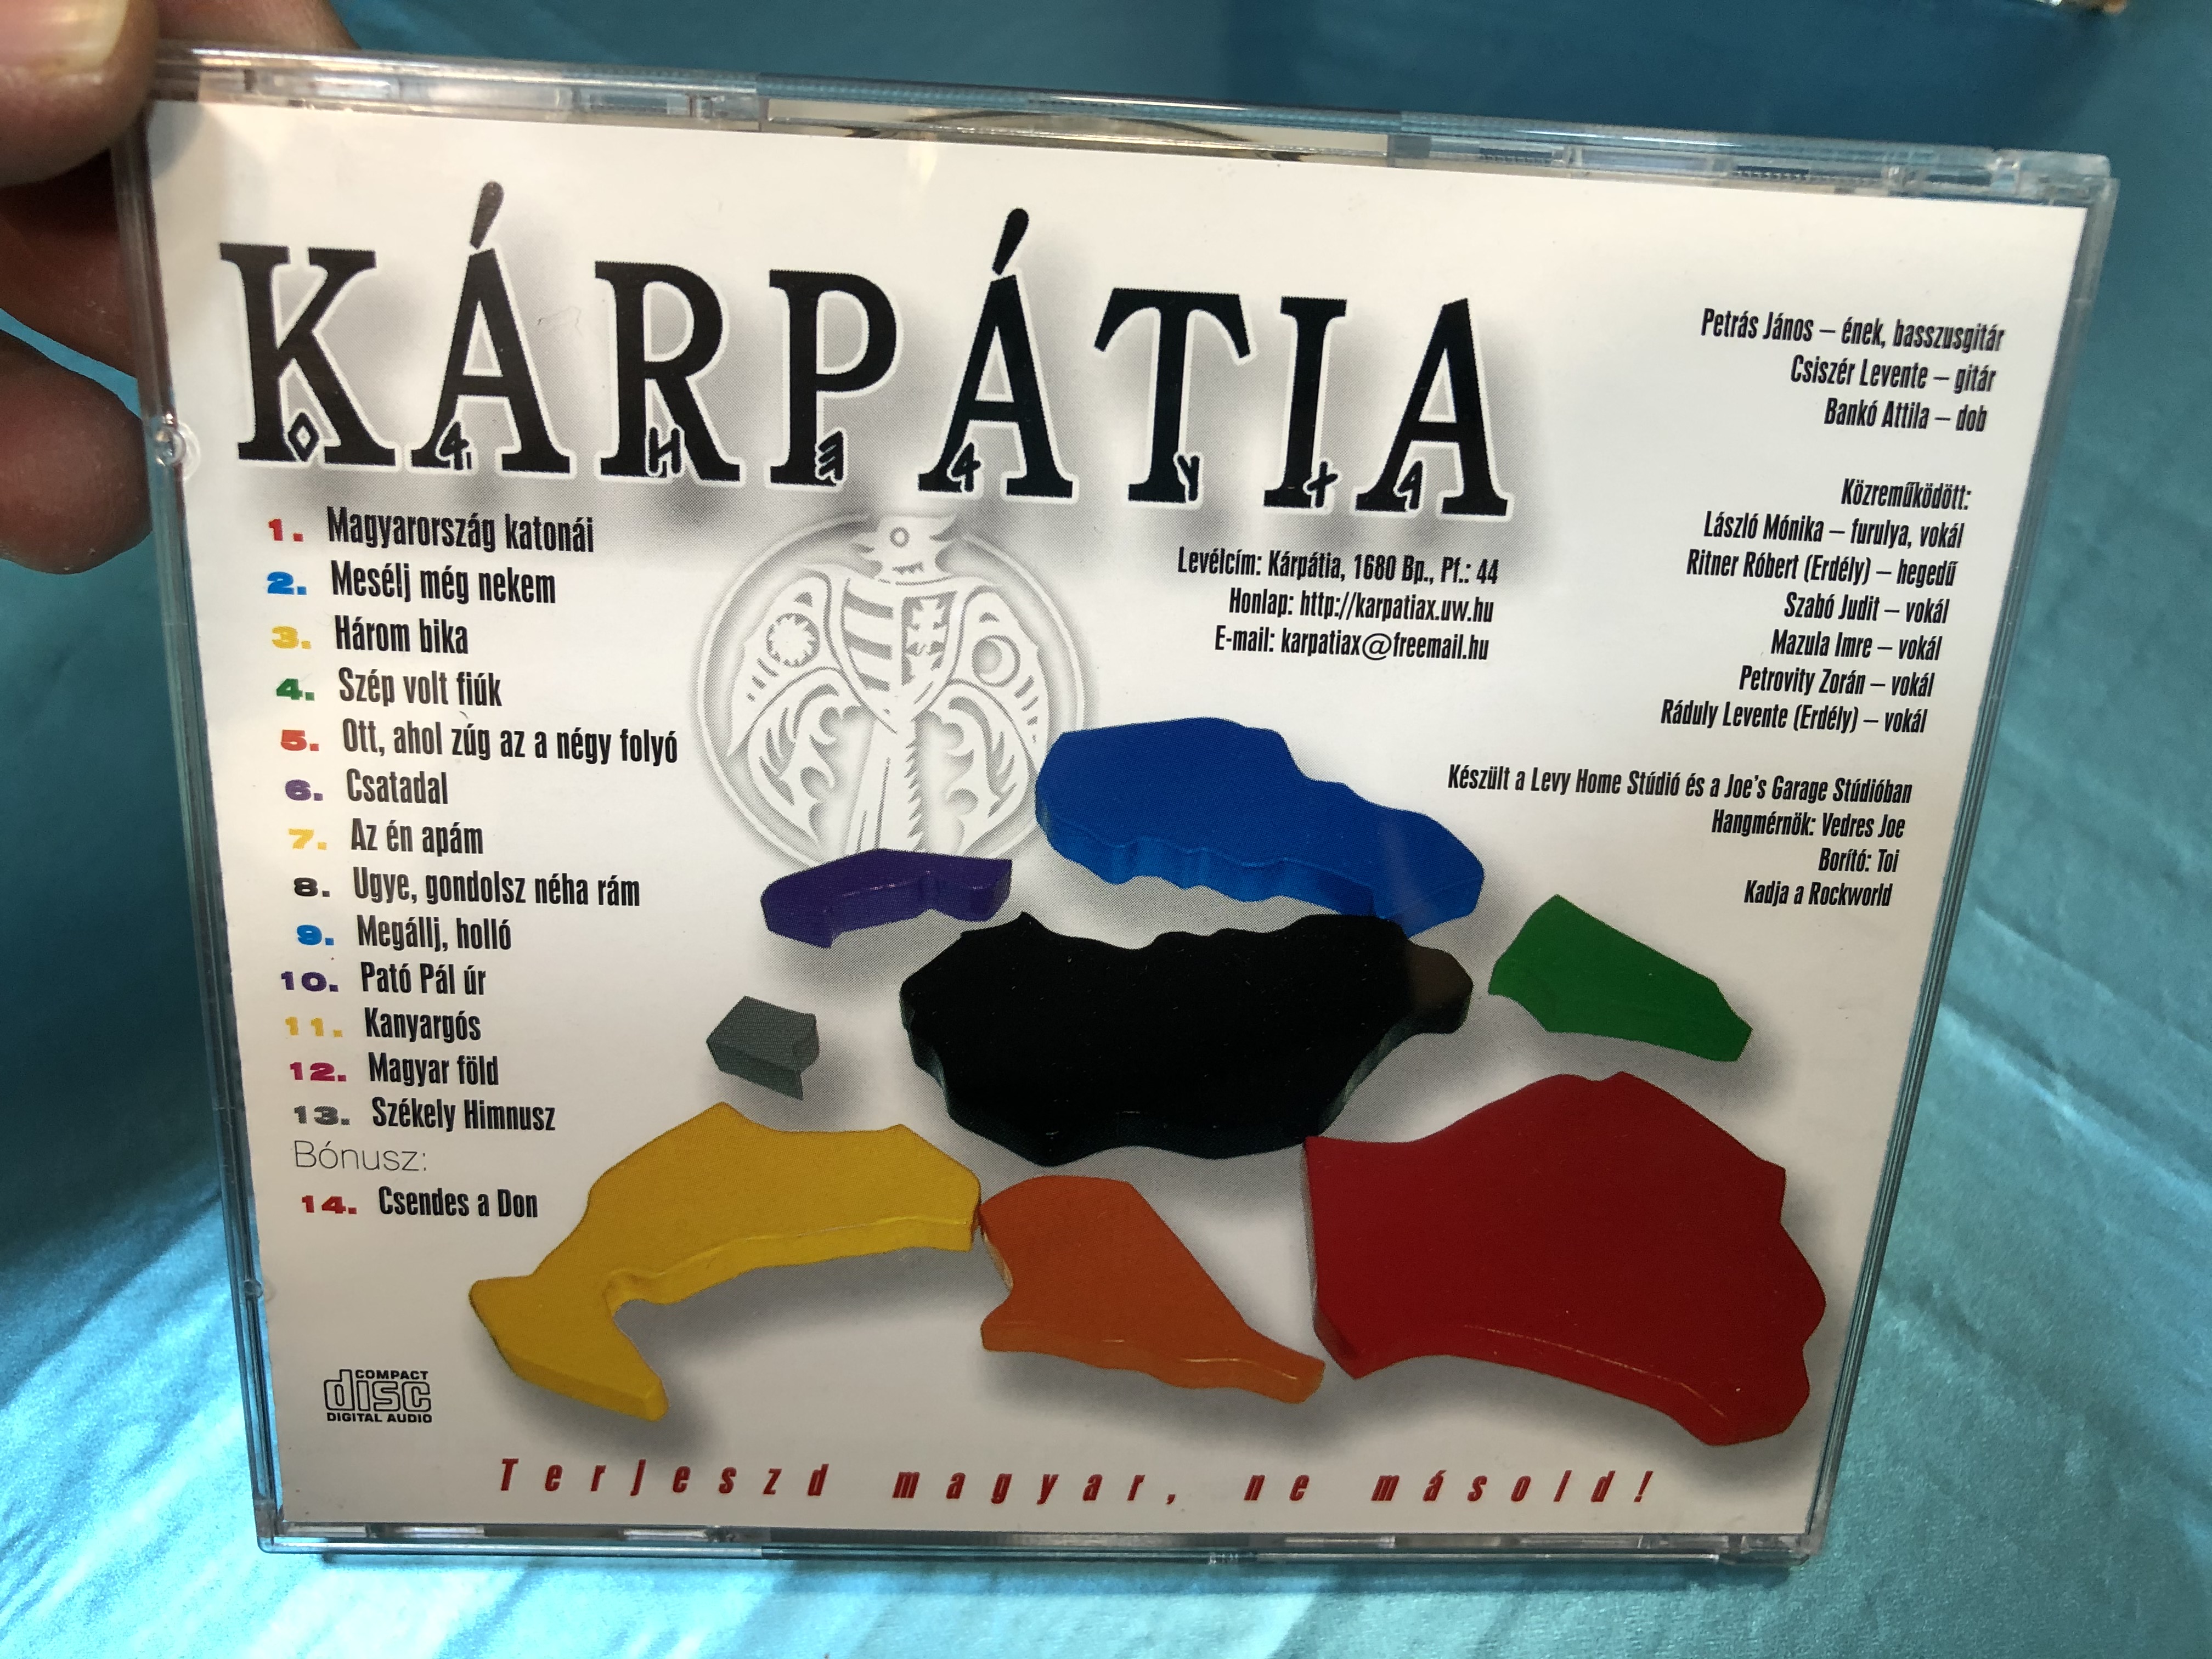 KÁRPÁTIA
1. Magyarország katonái
2. Mesélj még nekem
3. Három bika
4. Szép volt fiúk
5. Ott, ahol zúg az a négy folyó
6. Csatadal
7. Az én apám
8. Ugye, gondolsz néha rám
9. Megállj, holló
10. Pató Pál úr
11. Kanyargós
12. Magyar föld
13. Székely Himnusz
Bónusz:
14. Csendes a Don
Levélcím: Kárpátia, 1680 Bp., Pf.: 44
Honlap: http://karpatiax.uw.hu
E-mail: karpatiax@freemail.hu
Petrás János – ének, basszusgitár
Csiszér Levente – gitár
Bankó Attila – dob
Közreműködött:
László Mónika – furulya, vokál
Ritner Róbert (Erdély) – hegedű
Szabó Judit – vokál
Mazula Imre – vokál
Petrovity Zorán – vokál
Ráduly Levente (Erdély) – vokál
Készült a Levy Home Stúdió és a Joe's Garage Stúdióban
Hangmérnök: Vedres Joe
Borító: Toi
Kadja a Rockworld
COMPACT
disc
DIGITAL AUDIO
Terjeszd magyar, ne másold!